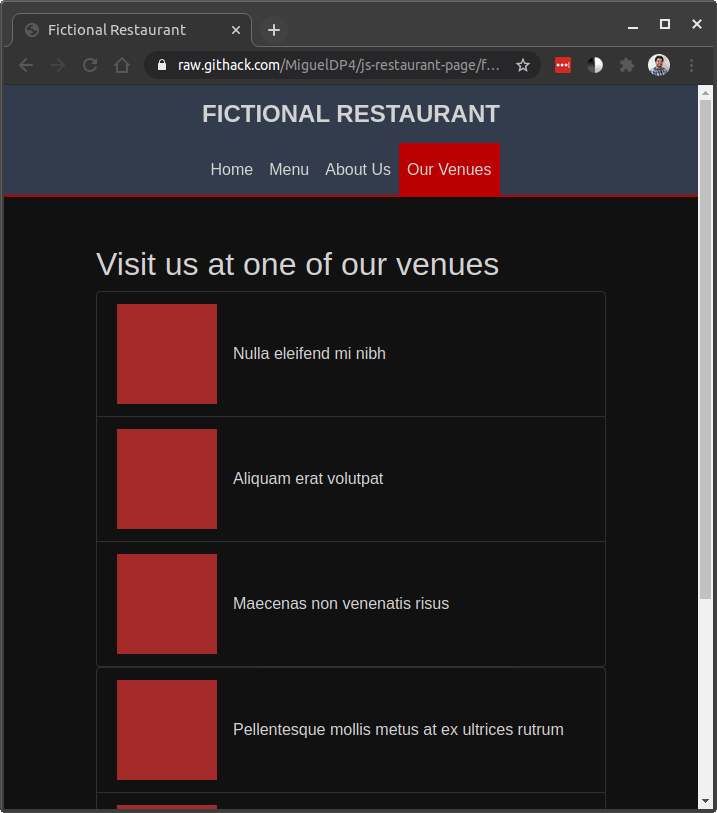 Fictional Restaurant
raw.githack.com/MiguelDP4/js-restaurant-page/f…
FICTIONAL RESTAURANT
Home Menu About Us Our Venues
Visit us at one of our venues
Nulla eleifend mi nibh
Aliquam erat volutpat
Maecenas non venenatis risus
Pellentesque mollis metus at ex ultrices rutrum